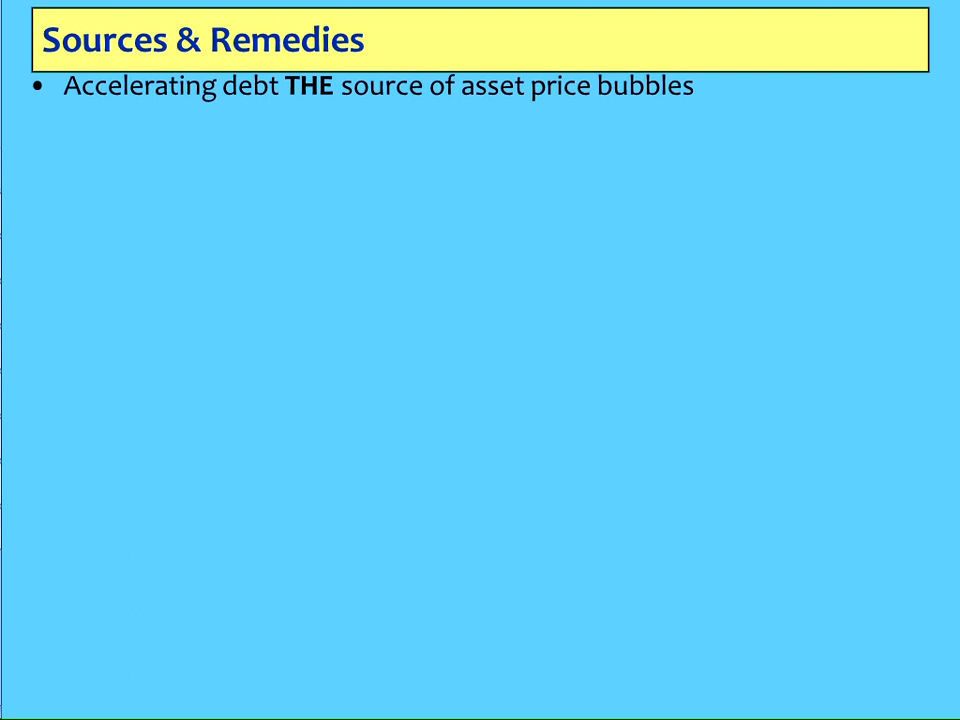 Sources & Remedies
• Accelerating debt THE source of asset price bubbles